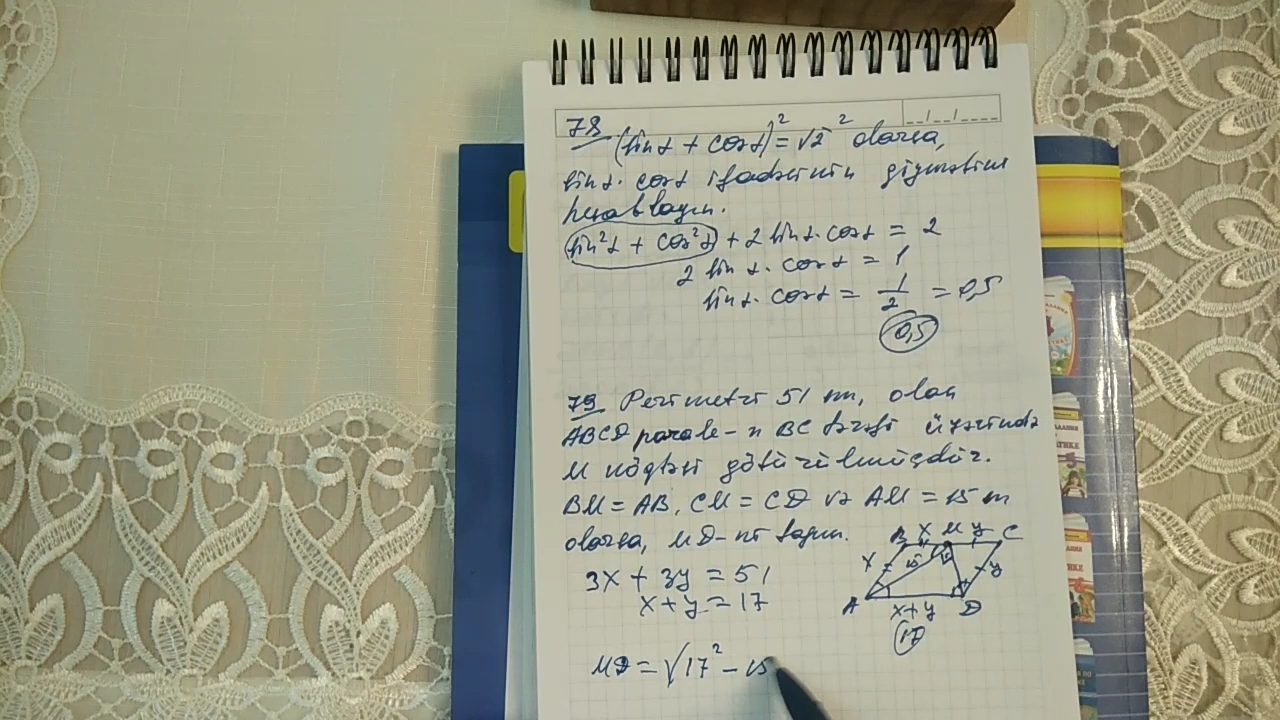 78
(sinα + cosα)² = √2² olarsa,
sinα·cosα ifadəsinin qiymətini
hesablayın.
sin²α + cos²α + 2 sinα·cosα = 2
2 sinα·cosα = 1
sinα·cosα = 1/2 = 0,5
0,5
79 Perimetri 51 m, olan
ABCD parale-n BC tərəfi üzərində
M nöqtəsi götürülmüşdür.
BM = AB, CM = CD və AM = 15 m
olarsa, MD-ni tapın.
B x M y C
x 15 y
A x+y D
17
3x + 3y = 51
x + y = 17
MD = √17² - 15